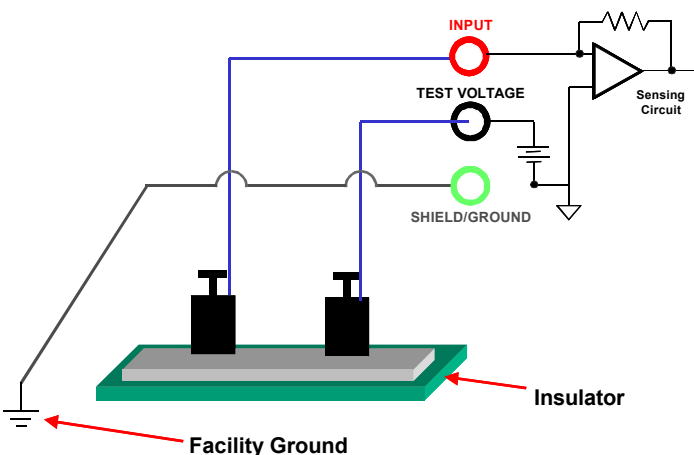 INPUT
TEST VOLTAGE
Sensing
Circuit
SHIELD/GROUND
Insulator
Facility Ground